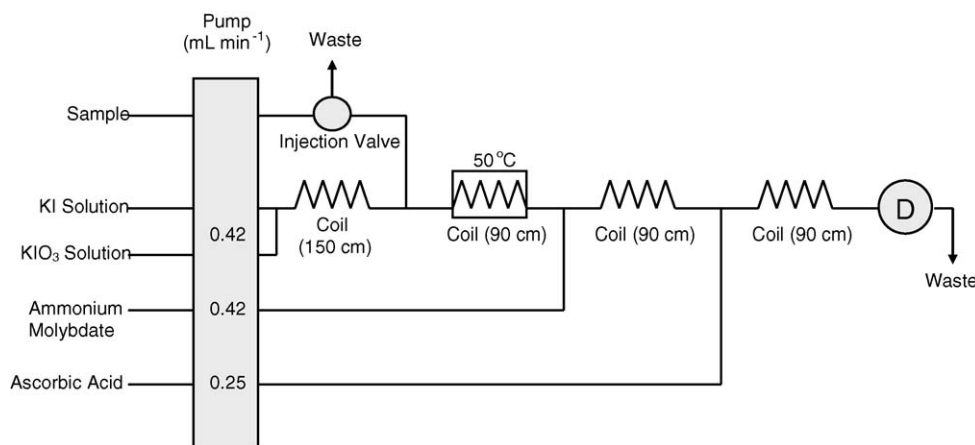 Pump
(mL min⁻¹)
Waste
Sample
Injection Valve
50°C
KI Solution
Coil
(150 cm)
Coil (90 cm)
Coil (90 cm)
Coil (90 cm)
D
0.42
KIO₃ Solution
Waste
Ammonium
Molybdate
0.42
Ascorbic Acid
0.25